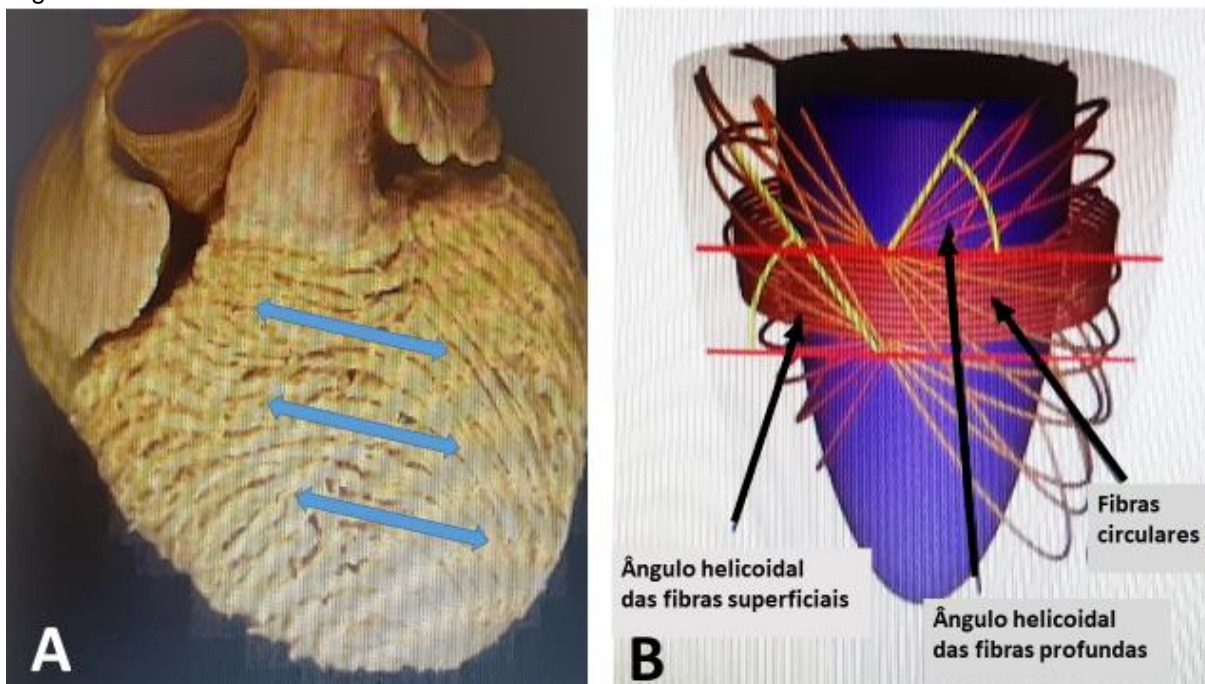 A
B
Ângulo helicoidal
das fibras superficiais
Ângulo helicoidal
das fibras profundas
Fibras
circulares